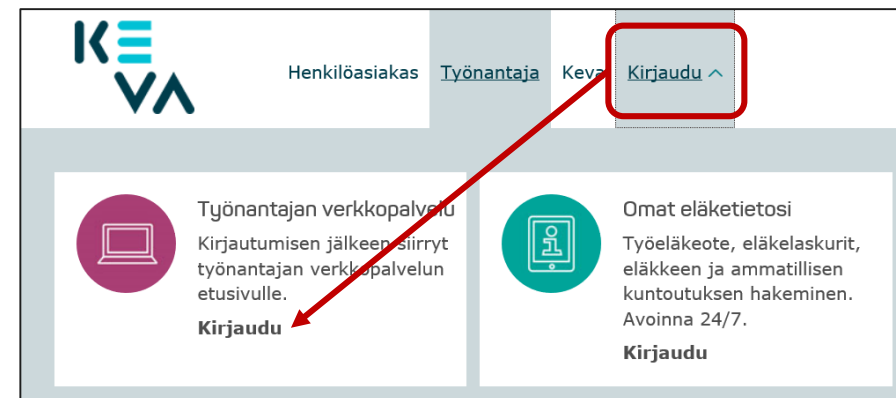 KEVA
Henkilöasiakas Työnantaja Keva Kirjaudu
Työnantajan verkkopalvelu
Kirjautumisen jälkeen siirryt
työnantajan verkkopalvelun
etusivulle.
Kirjaudu
Omat eläketietosi
Työeläkeote, eläkelaskurit,
eläkkeen ja ammatillisen
kuntoutuksen hakeminen.
Avoinna 24/7.
Kirjaudu